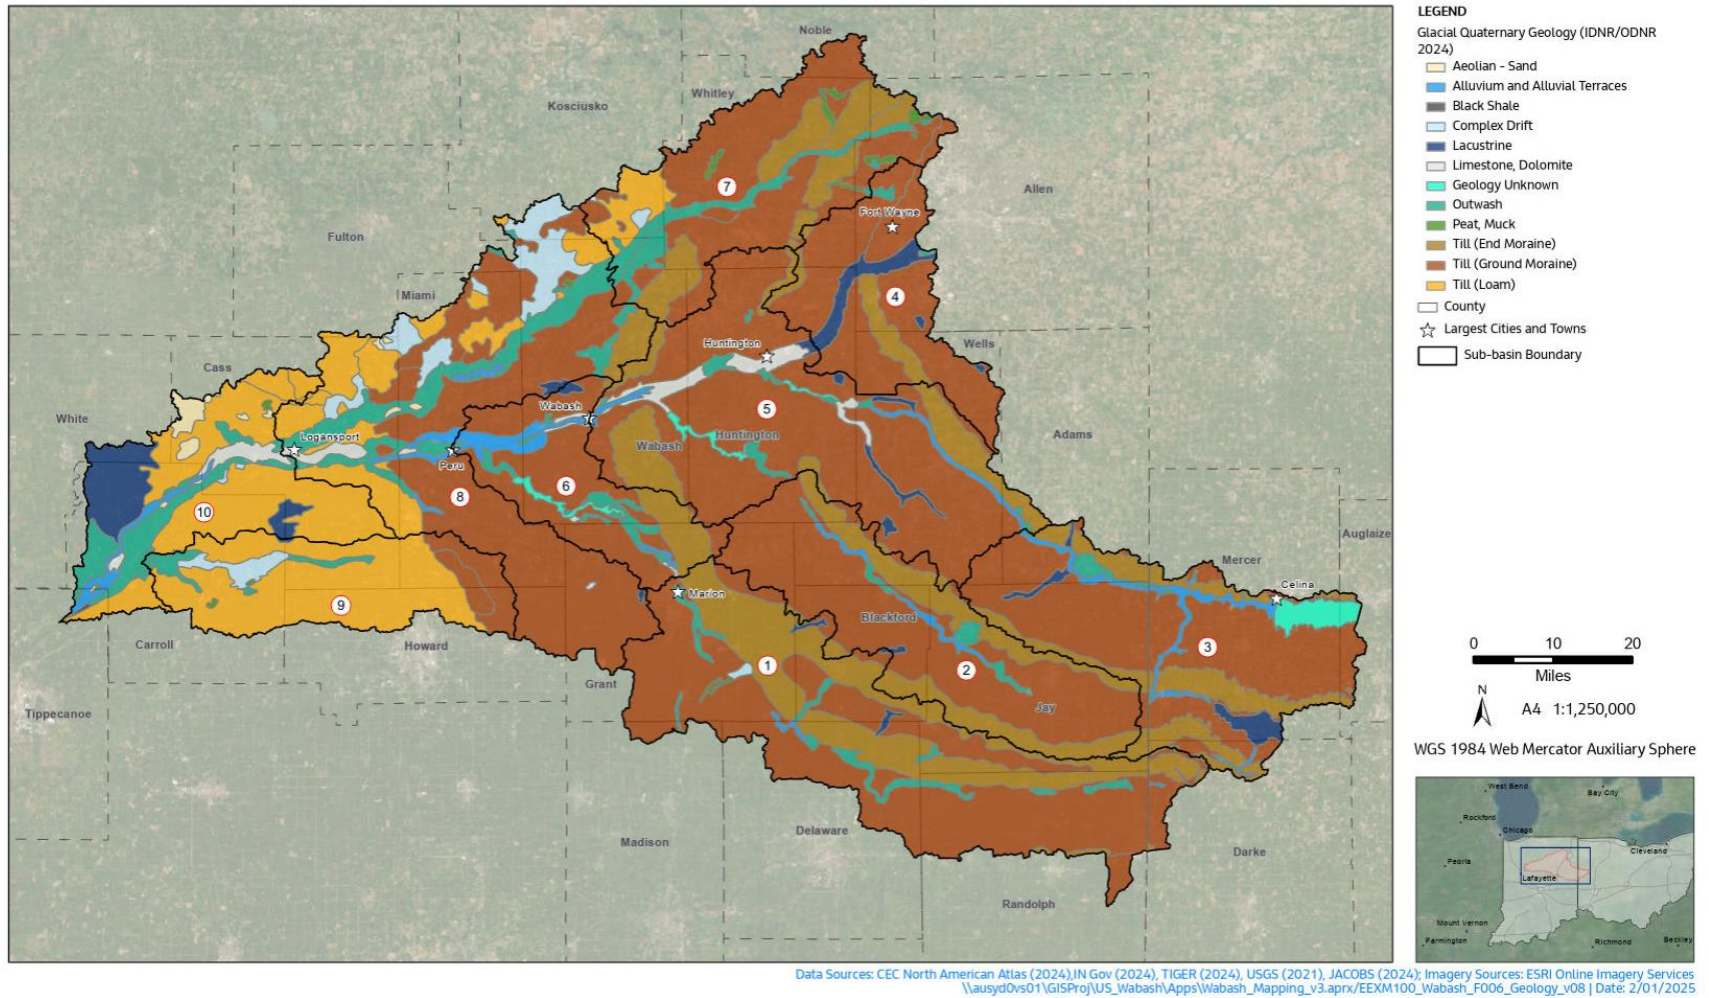 Noble
Whitley
Kosciusko
7
Allen
Fort Wayne
Fulton
Miami
4
Huntington
Wells
Cass
Wabash
5
White
Logansport
Adams
Huntington
Wabash
Peru
6
8
10
Auglaize
Mercer
Celina
Marion
9
Blackford
Carroll
Howard
3
1
2
Grant
Jay
Tippecanoe
Madison
Delaware
Darke
Randolph
LEGEND
Glacial Quaternary Geology (IDNR/ODNR
2024)
Aeolian - Sand
Alluvium and Alluvial Terraces
Black Shale
Complex Drift
Lacustrine
Limestone, Dolomite
Geology Unknown
Outwash
Peat, Muck
Till (End Moraine)
Till (Ground Moraine)
Till (Loam)
County
Largest Cities and Towns
Sub-basin Boundary
0 10 20
Miles
N
A4 1:1,250,000
WGS 1984 Web Mercator Auxiliary Sphere
West Bend
Bay City
Rockford
Chicago
Cleveland
Peoria
Lafayette
Mount Vernon
Farmington
Richmond
Beckley
Data Sources: CEC North American Atlas (2024),IN Gov (2024), TIGER (2024), USGS (2021), JACOBS (2024); Imagery Sources: ESRI Online Imagery Services
\\ausyd0vs01\GISProj\US_Wabash\Apps\Wabash_Mapping_v3.aprx/EEXM100_Wabash_F006_Geology_v08 | Date: 2/01/2025